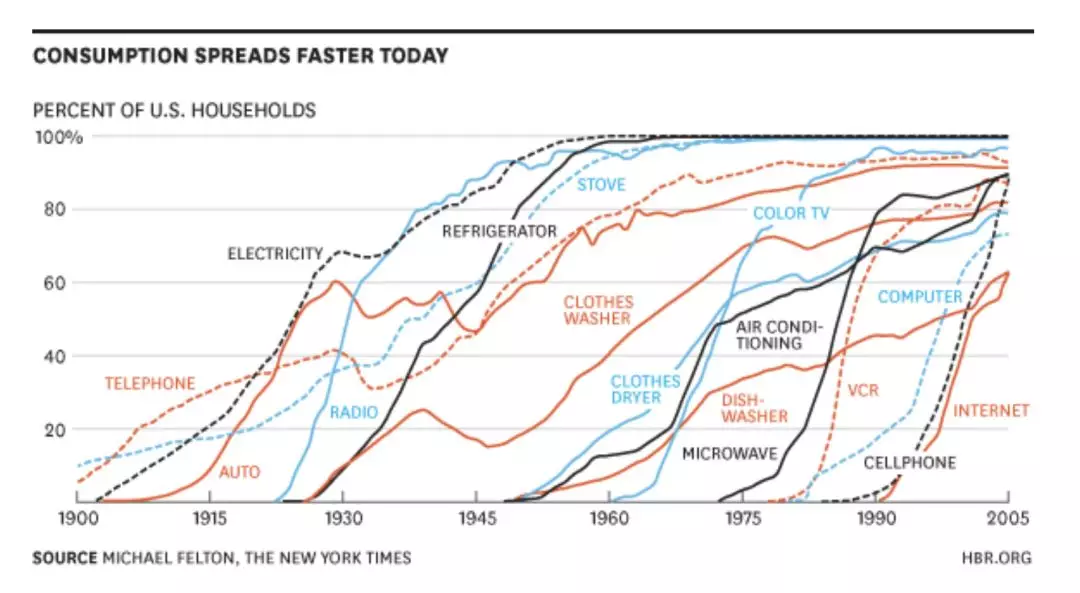 CONSUMPTION SPREADS FASTER TODAY
PERCENT OF U.S. HOUSEHOLDS
100%
80
60
40
20
STOVE
COLOR TV
REFRIGERATOR
ELECTRICITY
CLOTHES
WASHER
COMPUTER
AIR CONDI-
TIONING
TELEPHONE
CLOTHES
DRYER
VCR
RADIO
DISH-
WASHER
INTERNET
MICROWAVE
CELLPHONE
AUTO
1900 1915 1930 1945 1960 1975 1990 2005
SOURCE MICHAEL FELTON, THE NEW YORK TIMES
HBR.ORG